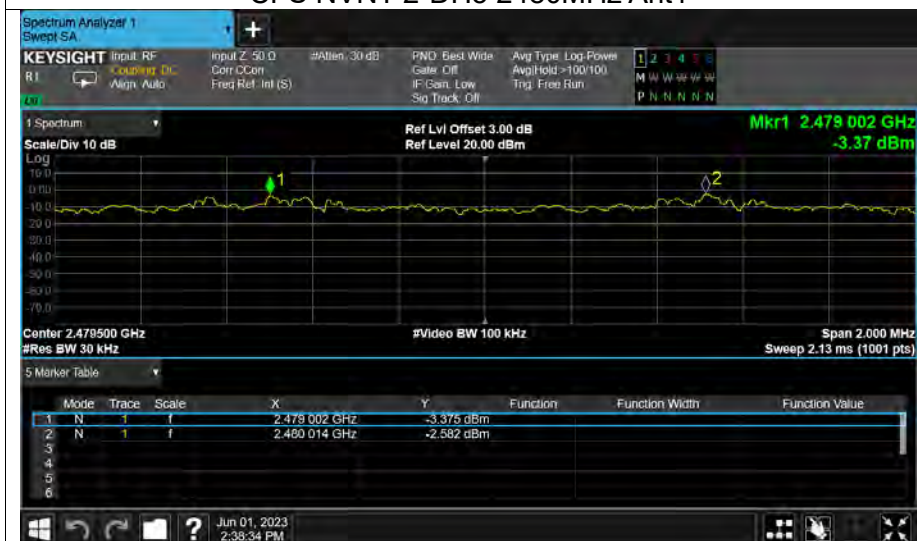 Spectrum Analyzer 1
Swept SA
+
KEYSIGHT Input: RF Input Z: 50 Ω #Atten: 30 dB PNO: Best Wide Avg Type: Log-Power 1 2 3 4 5 6
R1 Coupling: DC Corr CCorr Gate: Off Avg|Hold:>100/100 M W W W W W
Align: Auto Freq Ref: Int (S) IF Gain: Low Trig: Free Run
Sig Track: Off P N N N N N
1 Spectrum Ref Lvl Offset 3.00 dB Mkr1 2.479 002 GHz
Scale/Div 10 dB Ref Level 20.00 dBm -3.37 dBm
Log
10.0
0.00
-10.0
-20.0
-30.0
-40.0
-50.0
-60.0
-70.0
1
2
Center 2.479500 GHz #Video BW 100 kHz Span 2.000 MHz
#Res BW 30 kHz Sweep 2.13 ms (1001 pts)
5 Marker Table
Mode Trace Scale X Y Function Function Width Function Value
1 N 1 f 2.479 002 GHz -3.375 dBm
2 N 1 f 2.480 014 GHz -2.582 dBm
3
4
5
6
? Jun 01, 2023
2:38:34 PM